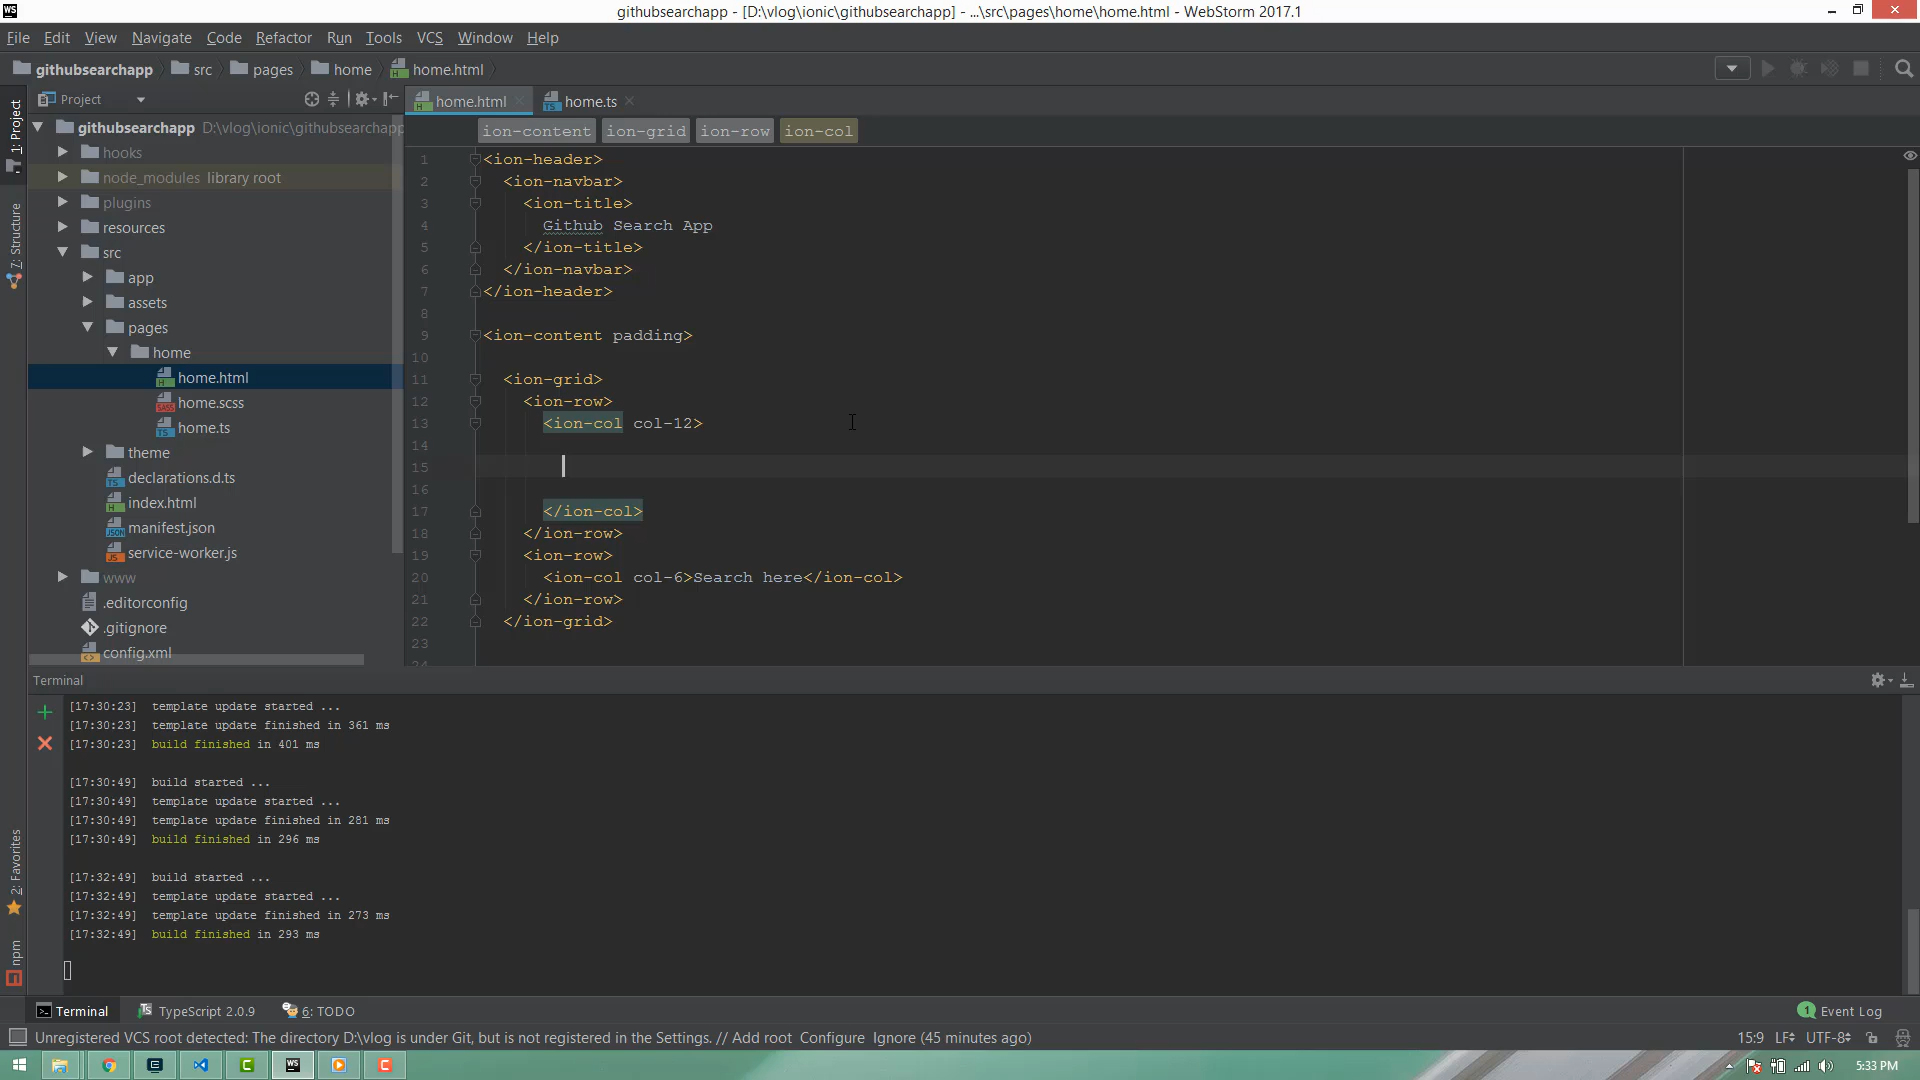 WS
githubsearchapp - [D:\vlog\ionic\githubsearchapp] - ...\src\pages\home\home.html - WebStorm 2017.1
File Edit View Navigate Code Refactor Run Tools VCS Window Help
githubsearchapp src pages home home.html
Project
home.html
home.ts
ion-content ion-grid ion-row ion-col
1: Project
7: Structure
2: Favorites
npm
githubsearchapp D:\vlog\ionic\githubsearchapp
hooks
node_modules library root
plugins
resources
src
app
assets
pages
home
home.html
home.scss
home.ts
theme
declarations.d.ts
index.html
manifest.json
service-worker.js
www
.editorconfig
.gitignore
config.xml
1 <ion-header>
2 <ion-navbar>
3 <ion-title>
4 Github Search App
5 </ion-title>
6 </ion-navbar>
7 </ion-header>
8
9 <ion-content padding>
10
11 <ion-grid>
12 <ion-row>
13 <ion-col col-12>
14
15
16
17 </ion-col>
18 </ion-row>
19 <ion-row>
20 <ion-col col-6>Search here</ion-col>
21 </ion-row>
22 </ion-grid>
23
24
Terminal
[17:30:23] template update started ...
[17:30:23] template update finished in 361 ms
[17:30:23] build finished in 401 ms
[17:30:49] build started ...
[17:30:49] template update started ...
[17:30:49] template update finished in 281 ms
[17:30:49] build finished in 296 ms
[17:32:49] build started ...
[17:32:49] template update started ...
[17:32:49] template update finished in 273 ms
[17:32:49] build finished in 293 ms
Terminal TypeScript 2.0.9 6: TODO
1 Event Log
Unregistered VCS root detected: The directory D:\vlog is under Git, but is not registered in the Settings. // Add root Configure Ignore (45 minutes ago)
15:9 LF UTF-8
WS
5:33 PM